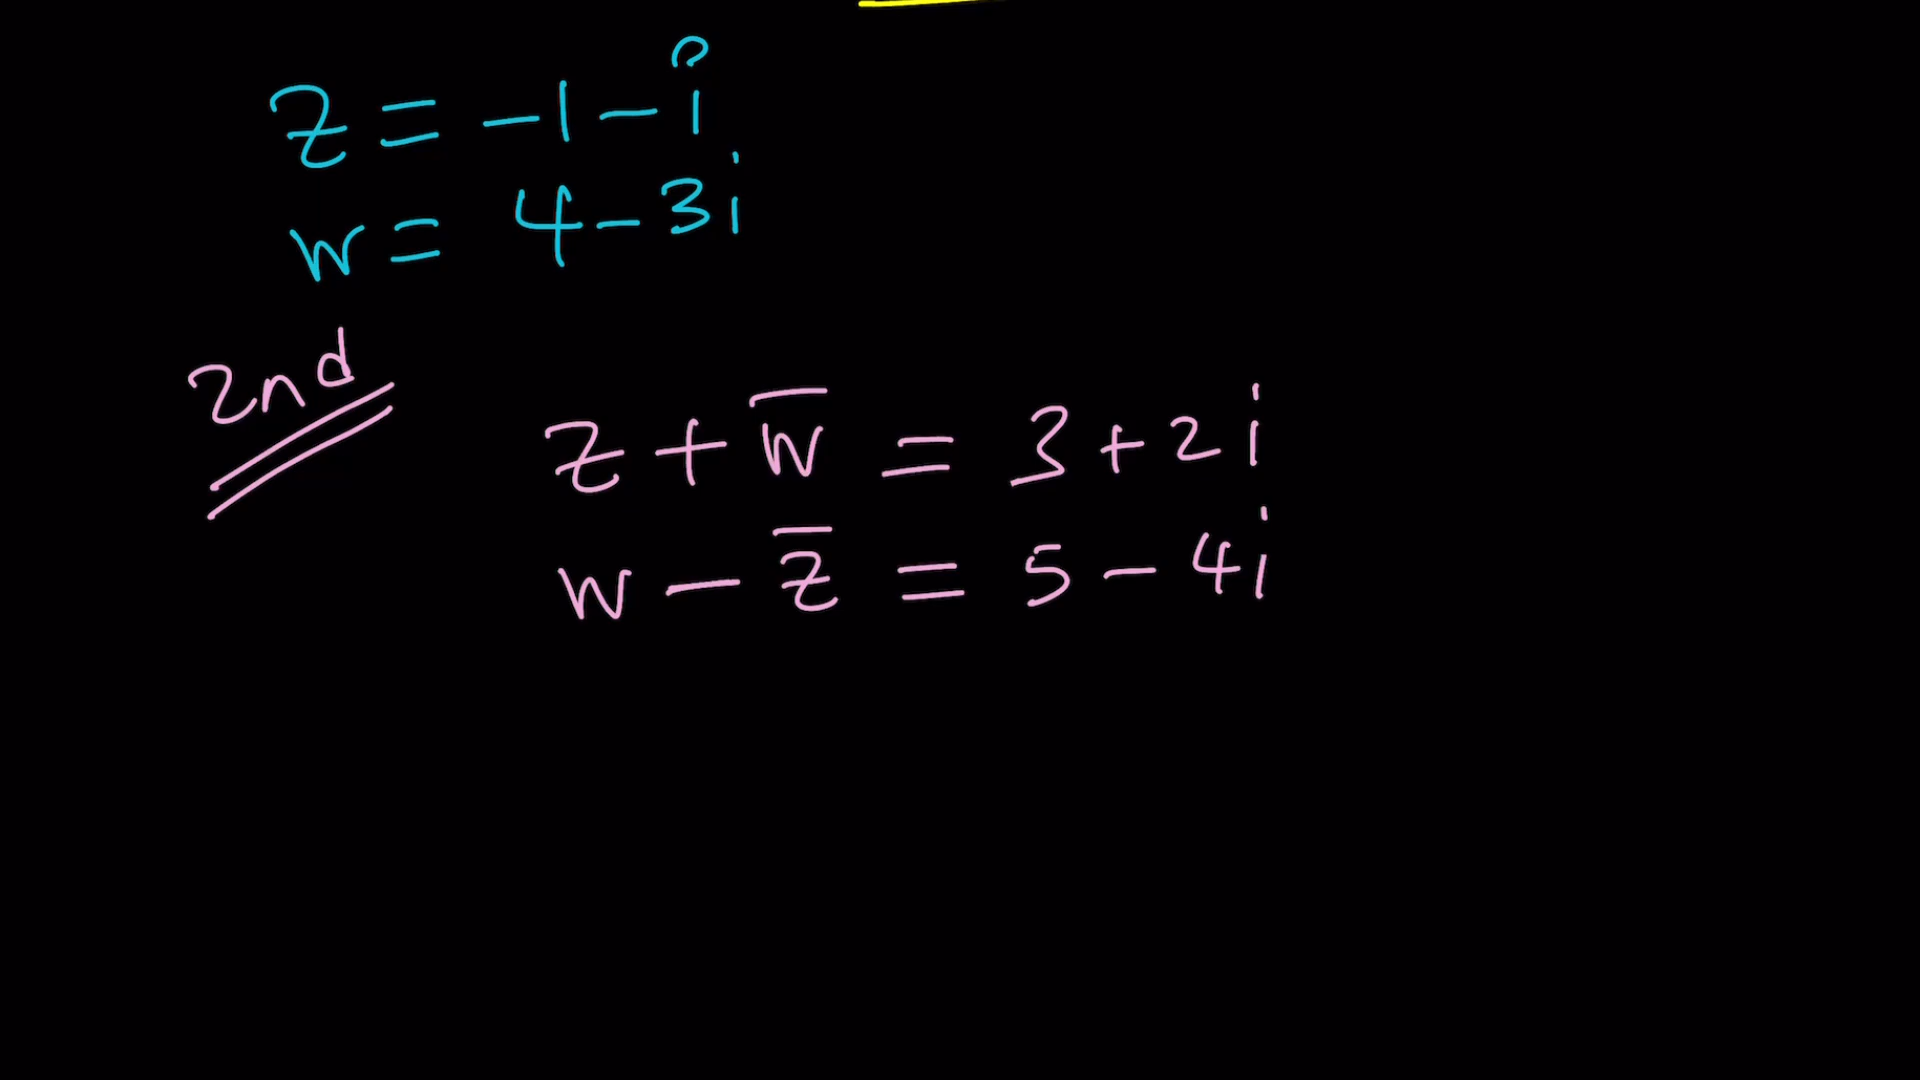 z = -1 - i
w = 4 - 3i
2nd
z + w̅ = 3 + 2i
w - z̅ = 5 - 4i